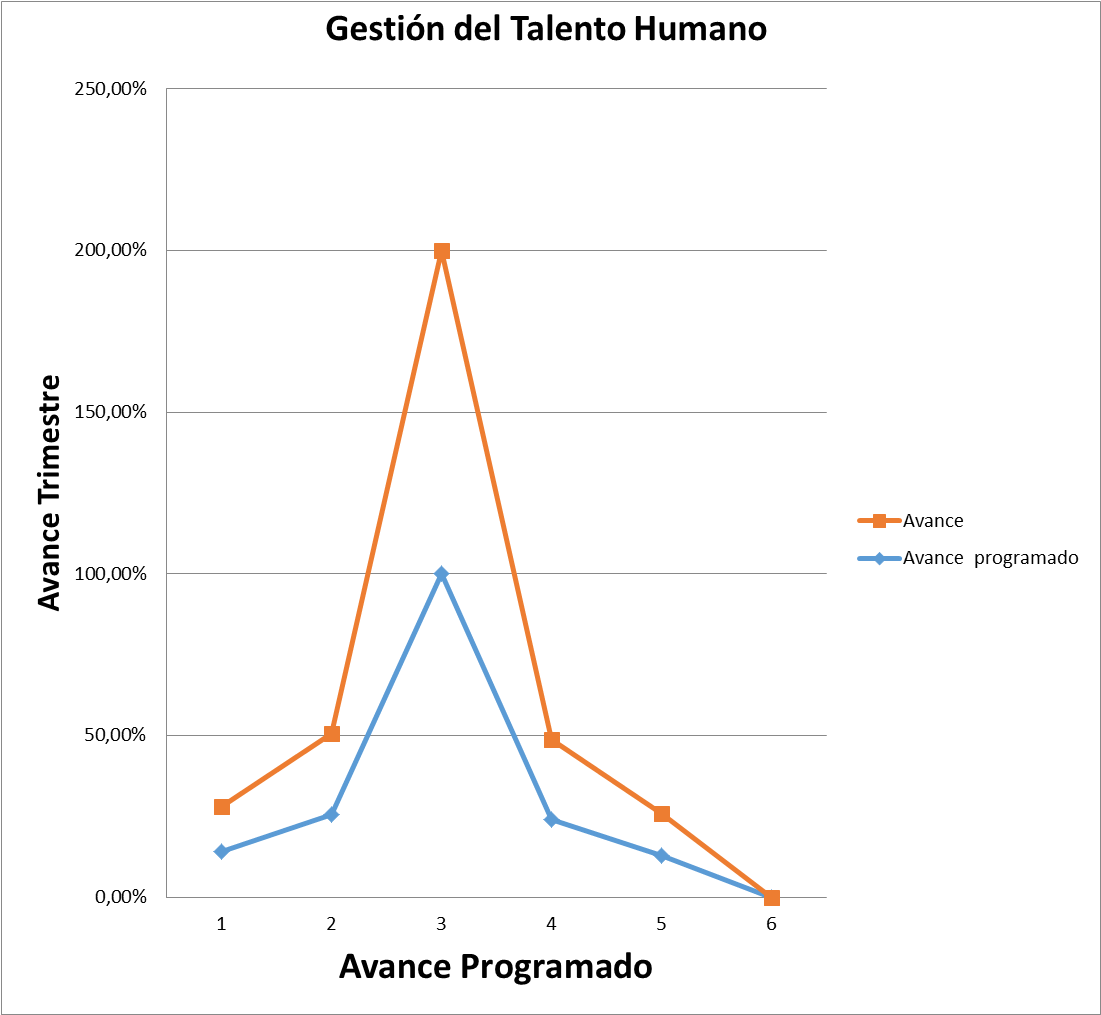 Gestión del Talento Humano
250,00%
200,00%
150,00%
100,00%
50,00%
0,00%
Avance Trimestre
1 2 3 4 5 6
Avance Programado
Avance
Avance programado